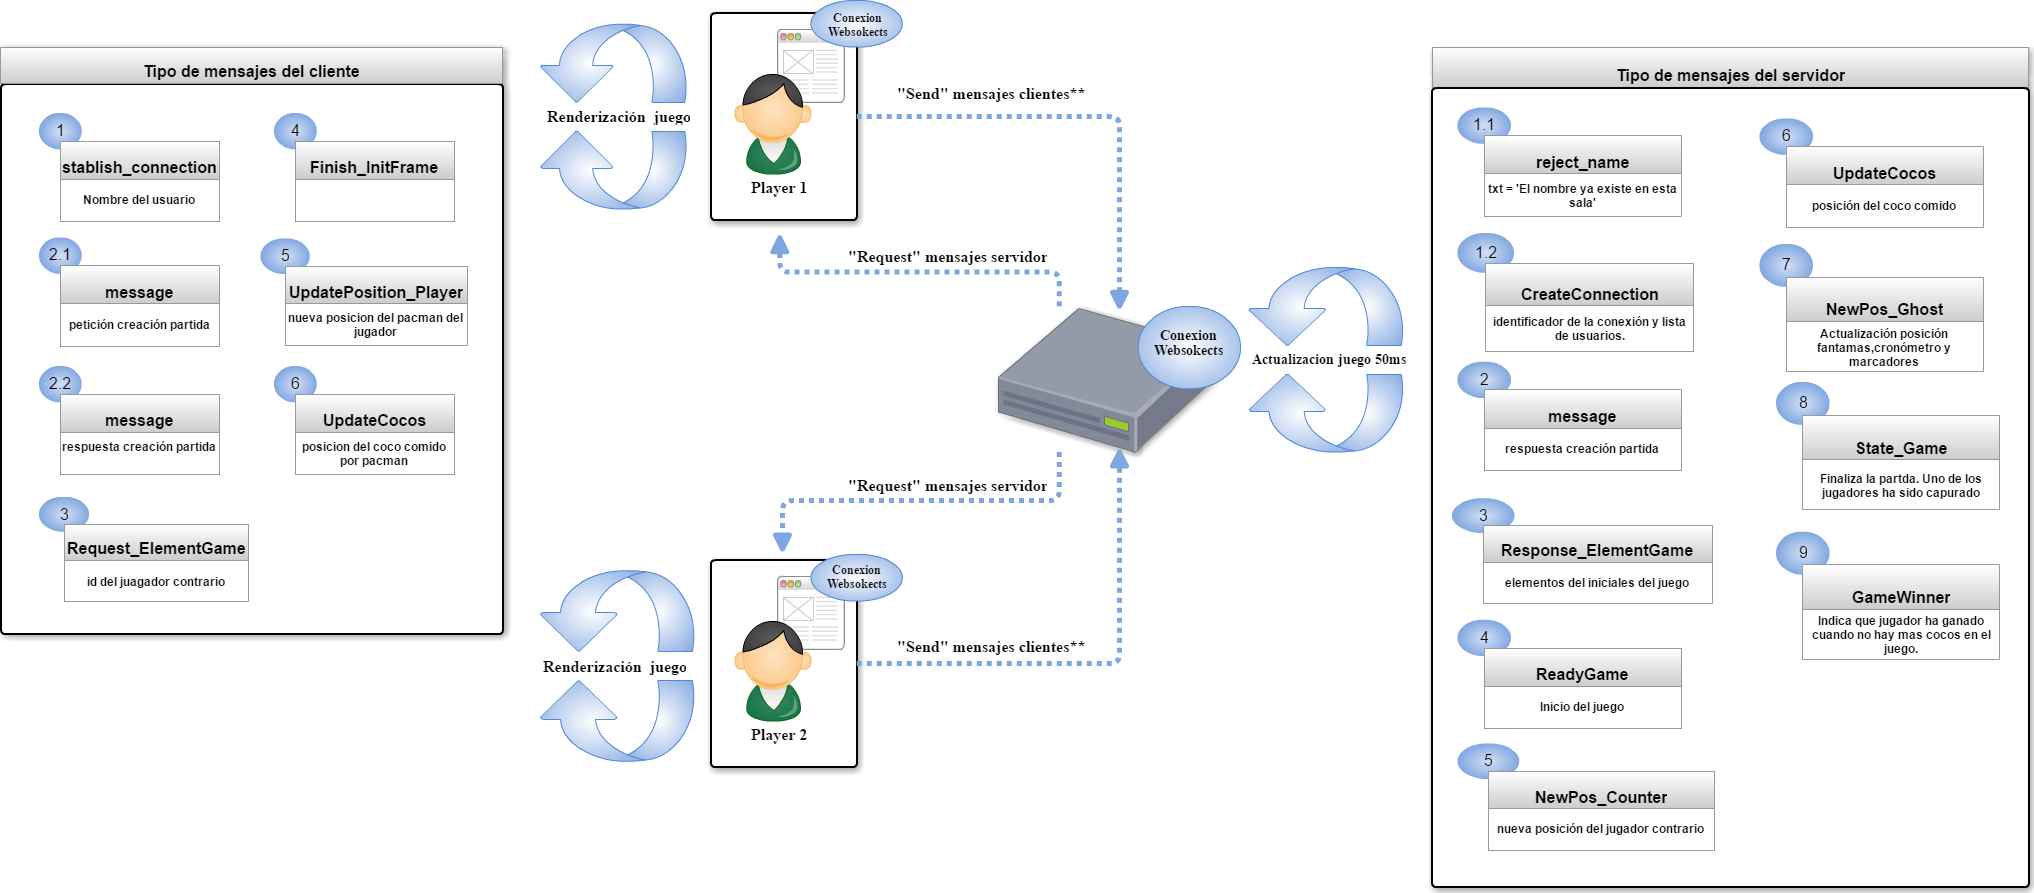 Tipo de mensajes del cliente
1
stablish_connection
Nombre del usuario
2.1
message
petición creación partida
2.2
message
respuesta creación partida
3
Request_ElementGame
id del juagador contrario
4
Finish_InitFrame
5
UpdatePosition_Player
nueva posicion del pacman del
jugador
6
UpdateCocos
posicion del coco comido
por pacman
Renderización juego
Conexion
Websokects
Player 1
"Send" mensajes clientes**
"Request" mensajes servidor
Conexion
Websokects
Actualizacion juego 50ms
"Request" mensajes servidor
Renderización juego
Conexion
Websokects
Player 2
"Send" mensajes clientes**
Tipo de mensajes del servidor
1.1
reject_name
txt = 'El nombre ya existe en esta
sala'
1.2
CreateConnection
identificador de la conexión y lista
de usuarios.
2
message
respuesta creación partida
3
Response_ElementGame
elementos del iniciales del juego
4
ReadyGame
Inicio del juego
5
NewPos_Counter
nueva posición del jugador contrario
6
UpdateCocos
posición del coco comido
7
NewPos_Ghost
Actualización posición
fantamas,cronómetro y
marcadores
8
State_Game
Finaliza la partda. Uno de los
jugadores ha sido capurado
9
GameWinner
Indica que jugador ha ganado
cuando no hay mas cocos en el
juego.